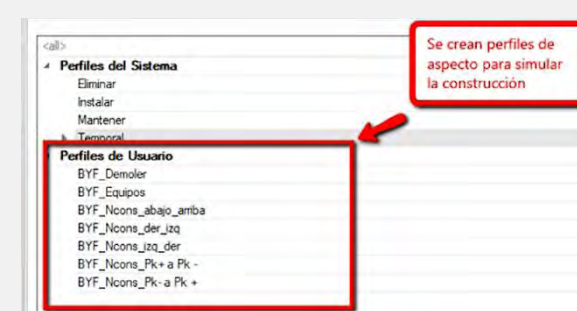 <all>
Perfiles del Sistema
Eliminar
Instalar
Mantener
Temporal
Perfiles de Usuario
BYF_Demoler
BYF_Equipos
BYF_Ncons_abajo_arriba
BYF_Ncons_der_izq
BYF_Ncons_izq_der
BYF_Ncons_Pk+ a Pk -
BYF_Ncons_Pk- a Pk +
Se crean perfiles de
aspecto para simular
la construcción